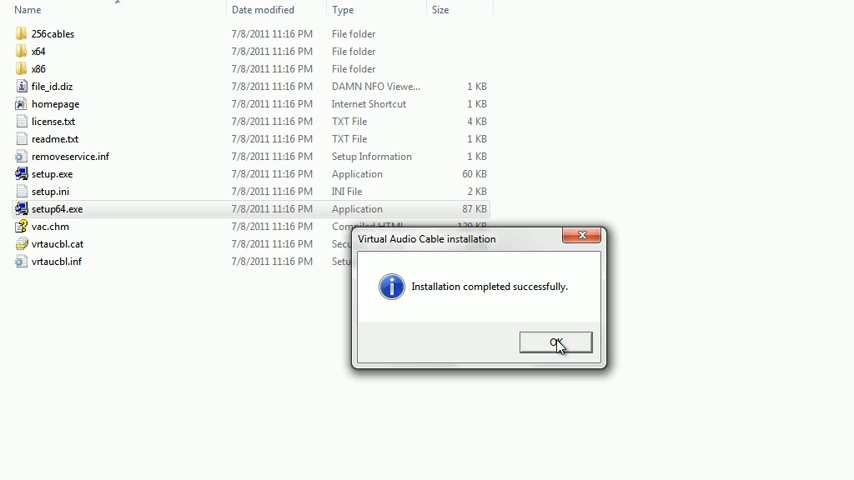 Name Date modified Type Size
256cables 7/8/2011 11:16 PM File folder
x64 7/8/2011 11:16 PM File folder
x86 7/8/2011 11:16 PM File folder
file_id.diz 7/8/2011 11:16 PM DAMN NFO Viewe... 1 KB
homepage 7/8/2011 11:16 PM Internet Shortcut 1 KB
license.txt 7/8/2011 11:16 PM TXT File 4 KB
readme.txt 7/8/2011 11:16 PM TXT File 1 KB
removeservice.inf 7/8/2011 11:16 PM Setup Information 1 KB
setup.exe 7/8/2011 11:16 PM Application 60 KB
setup.ini 7/8/2011 11:16 PM INI File 2 KB
setup64.exe 7/8/2011 11:16 PM Application 87 KB
vac.chm 7/8/2011 11:16 PM
vrtaucbl.cat 7/8/2011 11:16 PM
vrtaucbl.inf 7/8/2011 11:16 PM
Virtual Audio Cable installation
Installation completed successfully.
OK